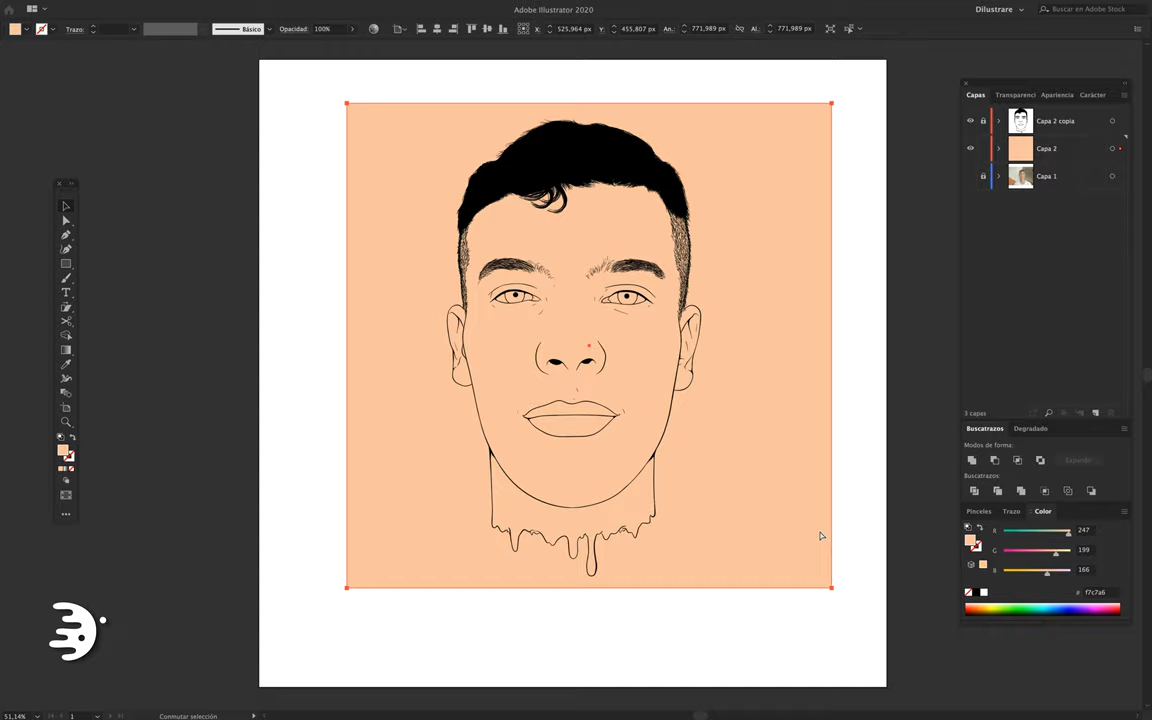 Adobe Illustrator 2020
Dilustrare
Buscar en Adobe Stock
Trazo:
Básico
Opacidad: 100%
X: 525,964 px
Y: 455,807 px
An.: 771,989 px
Al.: 771,989 px
Capas
Transparenci
Apariencia
Carácter
Capa 2 copia
Capa 2
Capa 1
3 capas
Buscatrazos
Degradado
Modos de forma:
Expandir
Buscatrazos:
Pinceles
Trazo
Color
R 247
G 199
B 166
# f7c7a6
51,14%
1
Conmutar selección